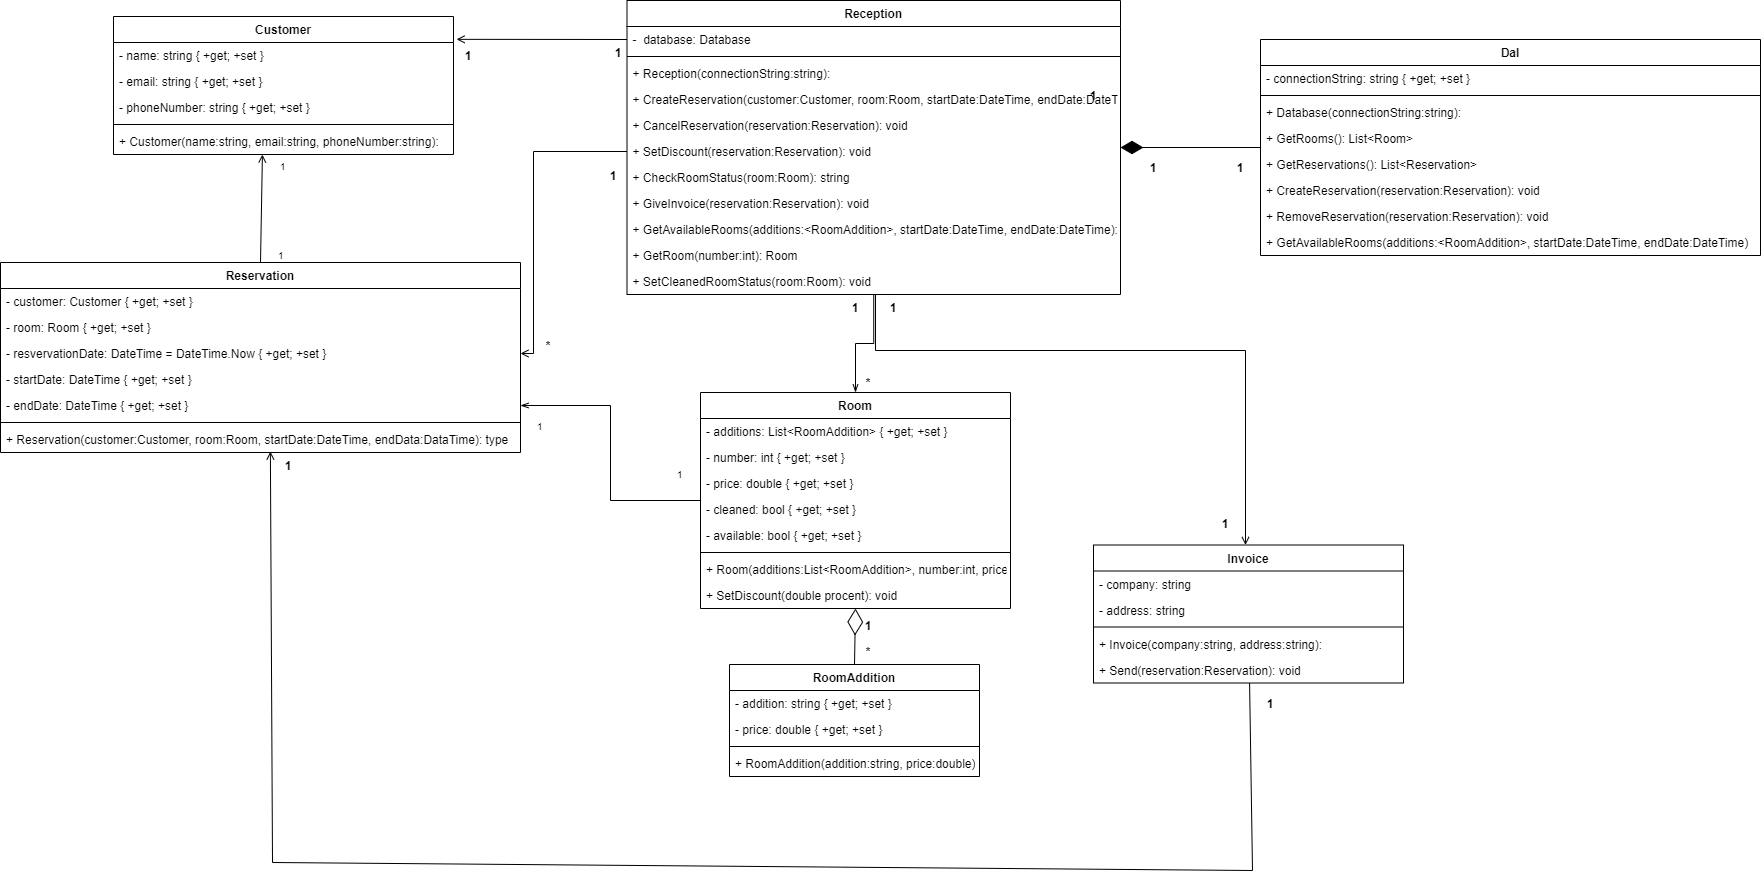 Customer
- name: string { +get; +set }
- email: string { +get; +set }
- phoneNumber: string { +get; +set }
+ Customer(name:string, email:string, phoneNumber:string):
1
1
1
1
Reception
- database: Database
+ Reception(connectionString:string):
+ CreateReservation(customer:Customer, room:Room, startDate:DateTime, endDate:DateT
1
+ CancelReservation(reservation:Reservation): void
+ SetDiscount(reservation:Reservation): void
+ CheckRoomStatus(room:Room): string
+ GiveInvoice(reservation:Reservation): void
+ GetAvailableRooms(additions:<RoomAddition>, startDate:DateTime, endDate:DateTime):
+ GetRoom(number:int): Room
+ SetCleanedRoomStatus(room:Room): void
1
*
1
1
1
1
Dal
- connectionString: string { +get; +set }
+ Database(connectionString:string):
+ GetRooms(): List<Room>
+ GetReservations(): List<Reservation>
+ CreateReservation(reservation:Reservation): void
+ RemoveReservation(reservation:Reservation): void
+ GetAvailableRooms(additions:<RoomAddition>, startDate:DateTime, endDate:DateTime)
Reservation
- customer: Customer { +get; +set }
- room: Room { +get; +set }
- resvervationDate: DateTime = DateTime.Now { +get; +set }
- startDate: DateTime { +get; +set }
- endDate: DateTime { +get; +set }
+ Reservation(customer:Customer, room:Room, startDate:DateTime, endData:DataTime): type
1
1
1
*
Room
- additions: List<RoomAddition> { +get; +set }
- number: int { +get; +set }
- price: double { +get; +set }
- cleaned: bool { +get; +set }
- available: bool { +get; +set }
+ Room(additions:List<RoomAddition>, number:int, price
+ SetDiscount(double procent): void
1
*
RoomAddition
- addition: string { +get; +set }
- price: double { +get; +set }
+ RoomAddition(addition:string, price:double)
1
Invoice
- company: string
- address: string
+ Invoice(company:string, address:string):
+ Send(reservation:Reservation): void
1